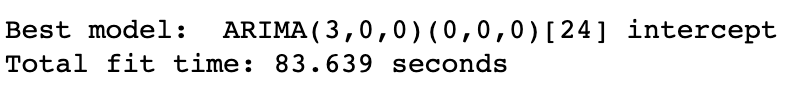 Best model:  ARIMA(3,0,0)(0,0,0)[24] intercept
Total fit time: 83.639 seconds